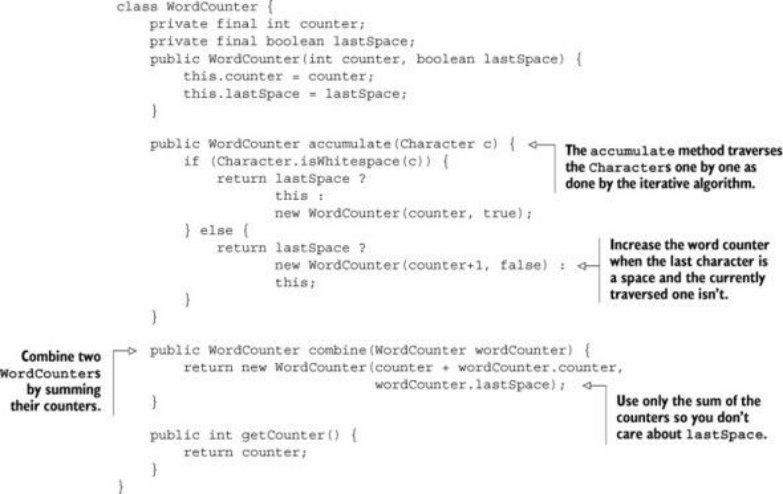 class WordCounter {
    private final int counter;
    private final boolean lastSpace;
    public WordCounter(int counter, boolean lastSpace) {
        this.counter = counter;
        this.lastSpace = lastSpace;
    }
    public WordCounter accumulate(Character c) {
        if (Character.isWhitespace(c)) {
            return lastSpace ?
                   this :
                   new WordCounter(counter, true);
        } else {
            return lastSpace ?
                   new WordCounter(counter+1, false) :
                   this;
        }
    }
The accumulate method traverses
the Characters one by one as
done by the iterative algorithm.
Increase the word counter
when the last character is
a space and the currently
traversed one isn't.
Combine two
WordCounters
by summing
their counters.
    public WordCounter combine(WordCounter wordCounter) {
        return new WordCounter(counter + wordCounter.counter,
                               wordCounter.lastSpace);
    }
Use only the sum of the
counters so you don't
care about lastSpace.
    public int getCounter() {
        return counter;
    }
}